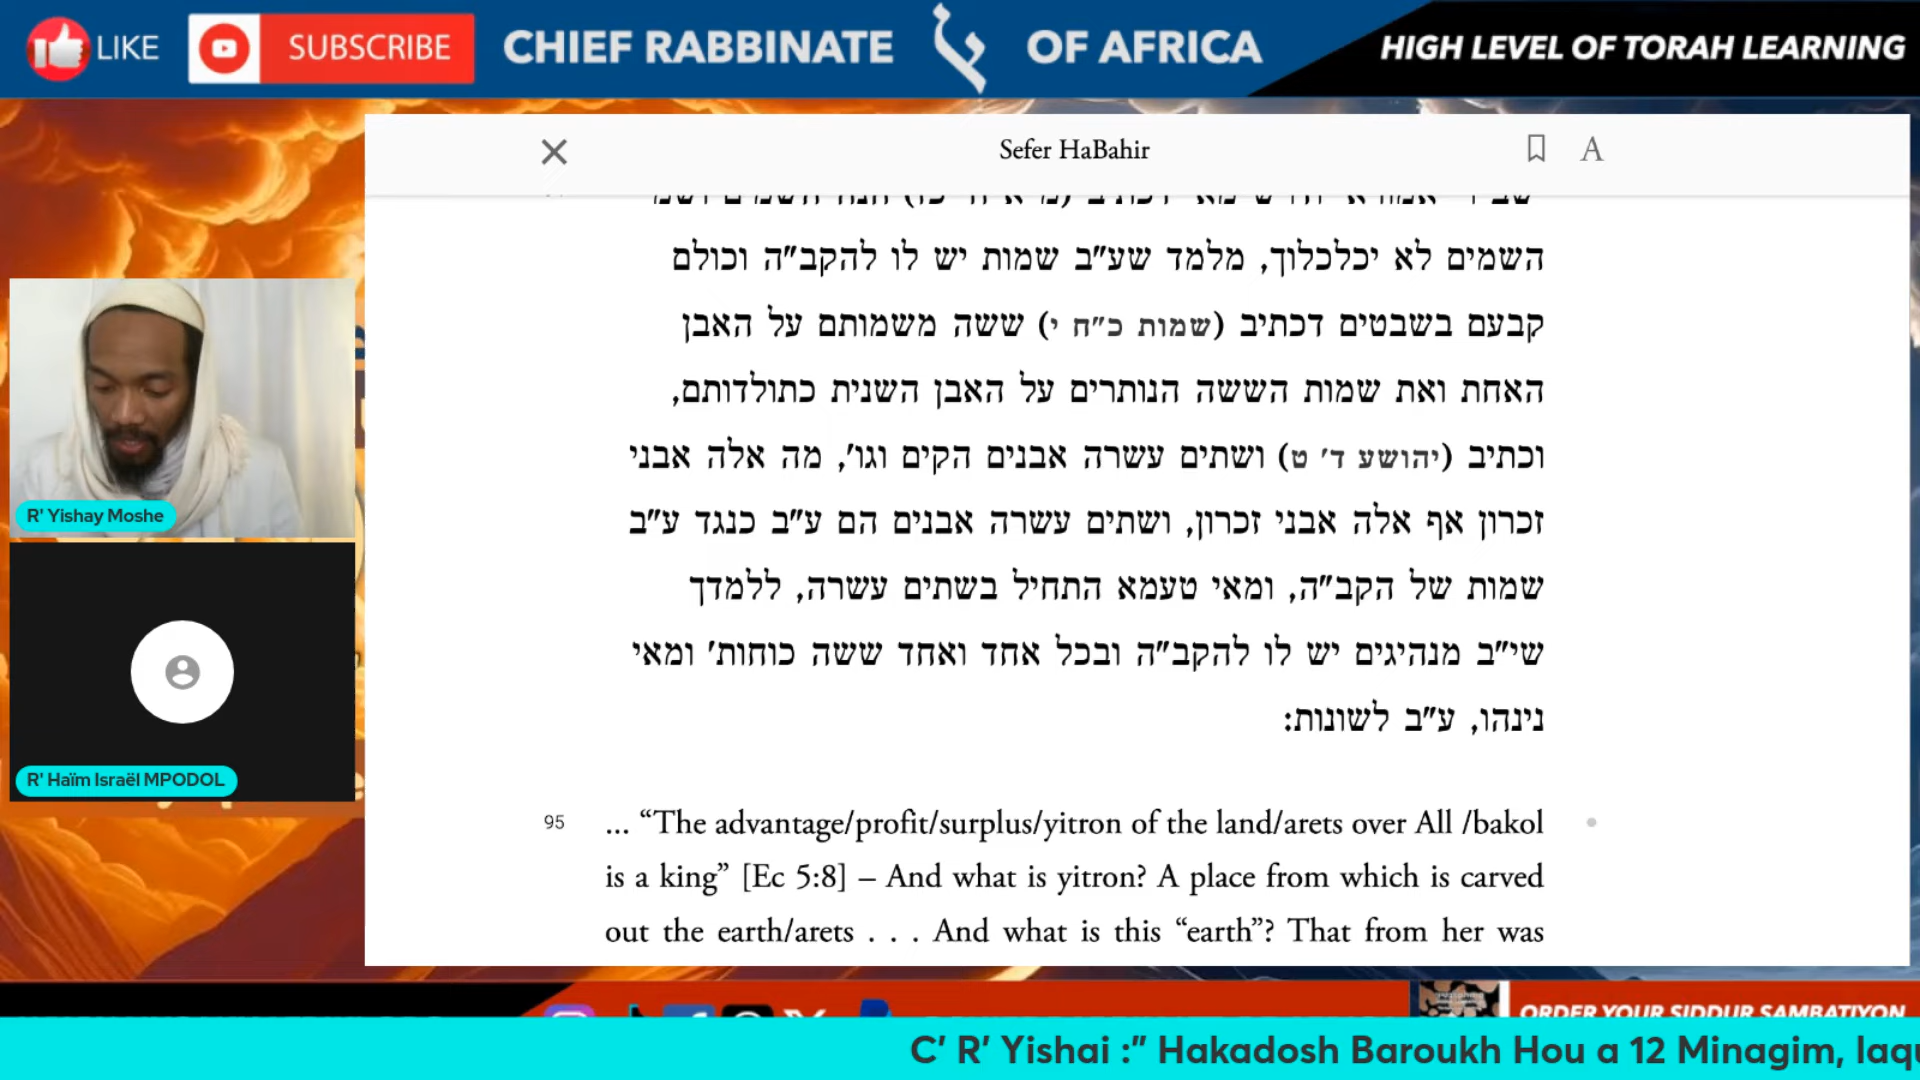 LIKE
SUBSCRIBE
CHIEF RABBINATE OF AFRICA
HIGH LEVEL OF TORAH LEARNING
Sefer HaBahir
השמים לא יכלכלוך, מלמד שע"ב שמות יש לו להקב"ה וכולם
קבעם בשבטים דכתיב (שמות כ"ח י) ששה משמותם על האבן
האחת ואת שמות הששה הנותרים על האבן השנית כתולדותם,
וכתיב (יהושע ד' ט) ושתים עשרה אבנים הקים וגו', מה אלה אבני
זכרון אף אלה אבני זכרון, ושתים עשרה אבנים הם ע"ב כנגד ע"ב
שמות של הקב"ה, ומאי טעמא התחיל בשתים עשרה, ללמדך
שי"ב מנהיגים יש לו להקב"ה ובכל אחד ואחד ששה כוחות' ומאי
נינהו, ע"ב לשונות:
95
... “The advantage/profit/surplus/yitron of the land/arets over All /bakol
is a king” [Ec 5:8] – And what is yitron? A place from which is carved
out the earth/arets . . . And what is this “earth”? That from her was
R' Yishay Moshe
R' Haïm Israël MPODOL
ORDER YOUR SIDDUR SAMBATIYON
C' R' Yishai :" Hakadosh Baroukh Hou a 12 Minagim, laqu